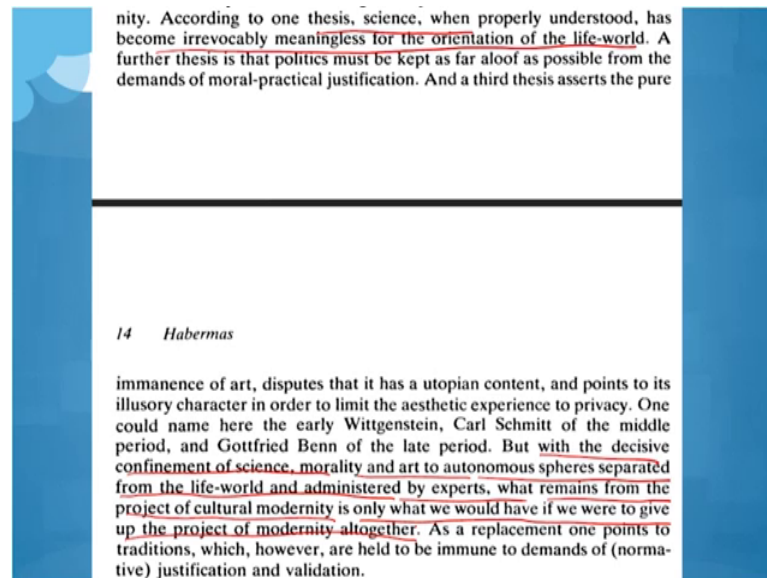 nity. According to one thesis, science, when properly understood, has
become irrevocably meaningless for the orientation of the life-world. A
further thesis is that politics must be kept as far aloof as possible from the
demands of moral-practical justification. And a third thesis asserts the pure
14 Habermas
immanence of art, disputes that it has a utopian content, and points to its
illusory character in order to limit the aesthetic experience to privacy. One
could name here the early Wittgenstein, Carl Schmitt of the middle
period, and Gottfried Benn of the late period. But with the decisive
confinement of science, morality and art to autonomous spheres separated
from the life-world and administered by experts, what remains from the
project of cultural modernity is only what we would have if we were to give
up the project of modernity altogether. As a replacement one points to
traditions, which, however, are held to be immune to demands of (norma-
tive) justification and validation.